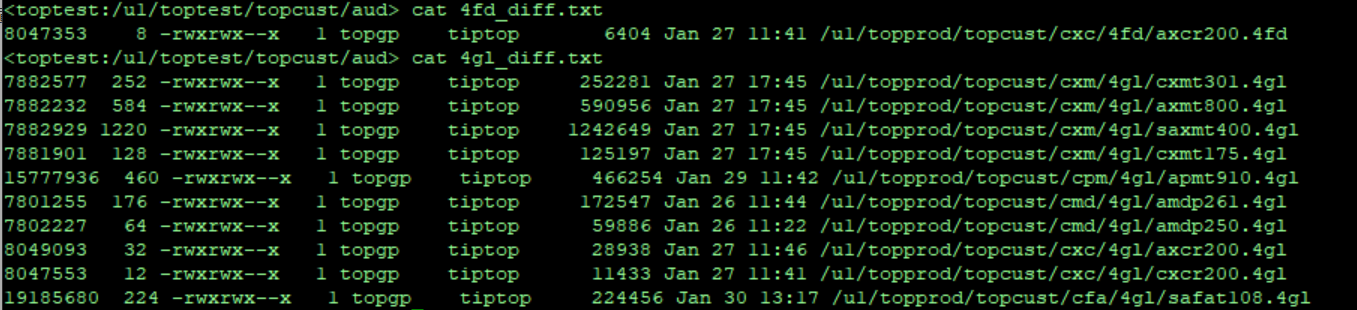 <toptest:/u1/toptest/topcust/aud> cat 4fd_diff.txt
8047353    8 -rwxrwx--x   1 topgp    tiptop       6404 Jan 27 11:41 /u1/topprod/topcust/cxc/4fd/axcr200.4fd
<toptest:/u1/toptest/topcust/aud> cat 4gl_diff.txt
7882577  252 -rwxrwx--x   1 topgp    tiptop     252281 Jan 27 17:45 /u1/topprod/topcust/cxm/4gl/cxmt301.4gl
7882232  584 -rwxrwx--x   1 topgp    tiptop     590956 Jan 27 17:45 /u1/topprod/topcust/cxm/4gl/axmt800.4gl
7882929 1220 -rwxrwx--x   1 topgp    tiptop    1242649 Jan 27 17:45 /u1/topprod/topcust/cxm/4gl/saxmt400.4gl
7881901  128 -rwxrwx--x   1 topgp    tiptop     125197 Jan 27 17:45 /u1/topprod/topcust/cxm/4gl/cxmt175.4gl
15777936  460 -rwxrwx--x   1 topgp    tiptop     466254 Jan 29 11:42 /u1/topprod/topcust/cpm/4gl/apmt910.4gl
7801255  176 -rwxrwx--x   1 topgp    tiptop     172547 Jan 26 11:44 /u1/topprod/topcust/cmd/4gl/amdp261.4gl
7802227   64 -rwxrwx--x   1 topgp    tiptop      59886 Jan 26 11:22 /u1/topprod/topcust/cmd/4gl/amdp250.4gl
8049093   32 -rwxrwx--x   1 topgp    tiptop      28938 Jan 27 11:46 /u1/topprod/topcust/cxc/4gl/axcr200.4gl
8047553   12 -rwxrwx--x   1 topgp    tiptop      11433 Jan 27 11:41 /u1/topprod/topcust/cxc/4gl/cxcr200.4gl
19185680  224 -rwxrwx--x   1 topgp    tiptop     224456 Jan 30 13:17 /u1/topprod/topcust/cfa/4gl/safat108.4gl